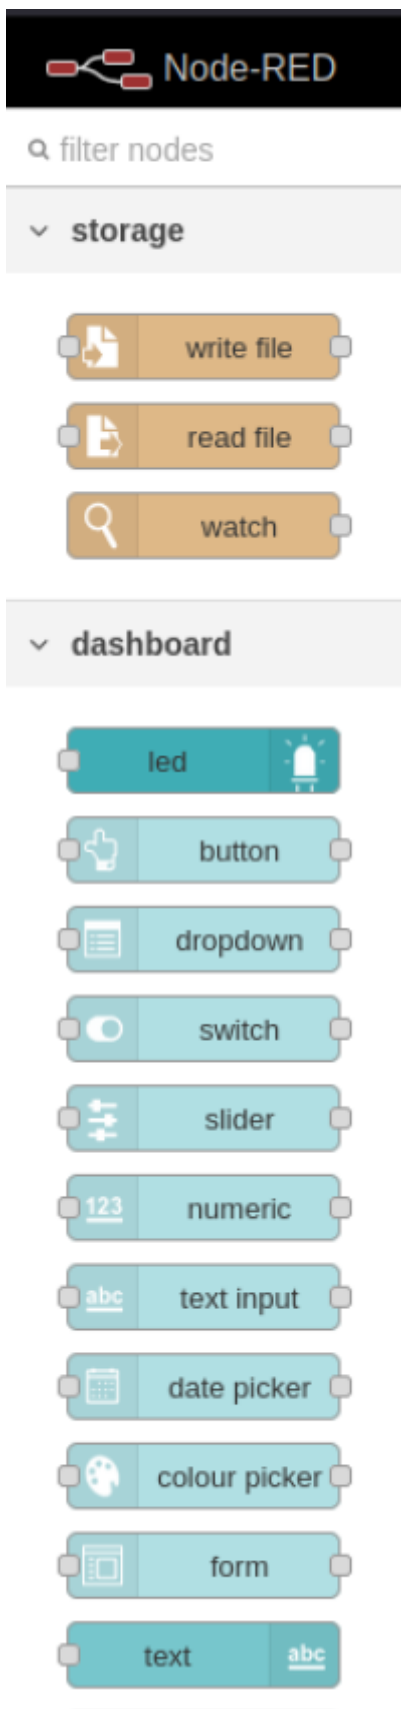 Node-RED
filter nodes
storage
write file
read file
watch
dashboard
led
button
dropdown
switch
slider
123 numeric
abc text input
date picker
colour picker
form
text abc